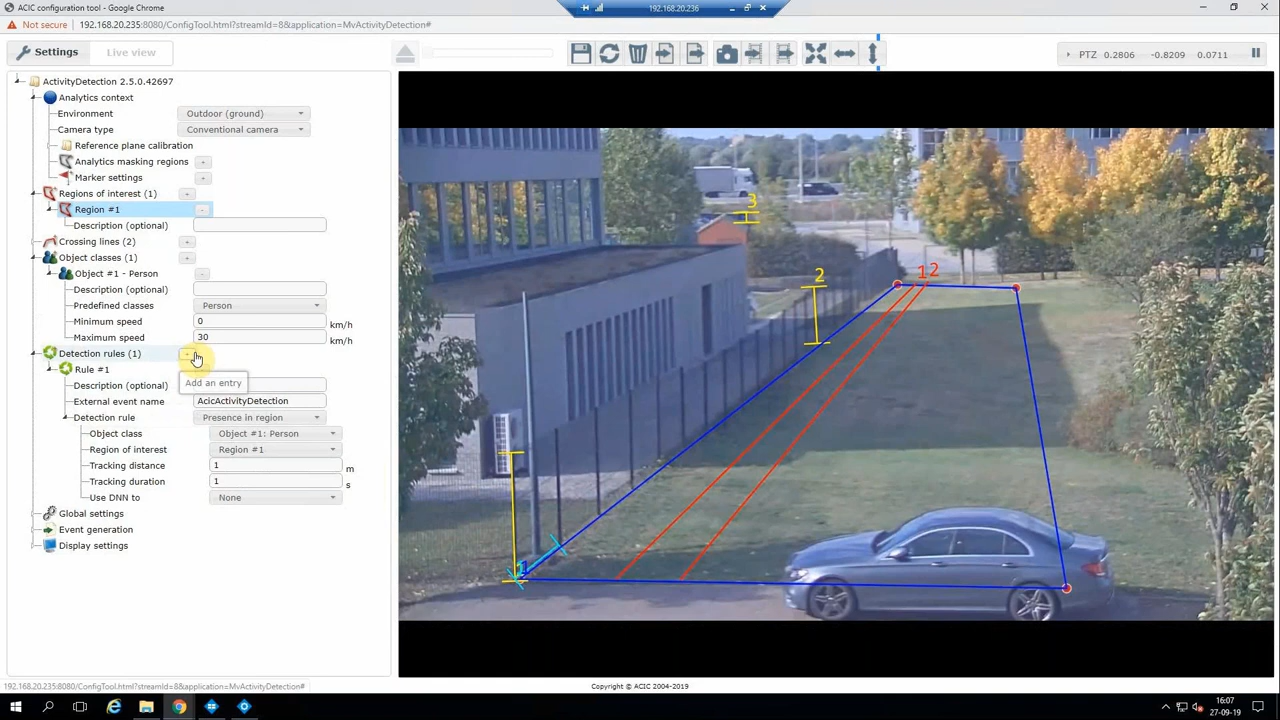 ACIC configuration tool - Google Chrome
192.168.20.236
Not secure 192.168.20.235:8080/ConfigTool.html?streamId=8&application=MvActivityDetection#
Settings
Live view
PTZ 0.2806 -0.8209 0.0711
ActivityDetection 2.5.0.42697
Analytics context
Environment Outdoor (ground)
Camera type Conventional camera
Reference plane calibration
Analytics masking regions +
Marker settings +
Regions of interest (1) +
Region #1 -
Description (optional)
Crossing lines (2) +
Object classes (1) +
Object #1 - Person -
Description (optional)
Predefined classes Person
Minimum speed 0 km/h
Maximum speed 30 km/h
Detection rules (1) +
Rule #1
Add an entry
Description (optional)
External event name AcicActivityDetection
Detection rule Presence in region
Object class Object #1: Person
Region of interest Region #1
Tracking distance 1 m
Tracking duration 1 s
Use DNN to None
Global settings
Event generation
Display settings
3
2
1 2
1
192.168.20.235:8080/ConfigTool.html?streamId=8&application=MvActivityDetection#
Copyright © ACIC 2004-2019
16:07
27-09-19